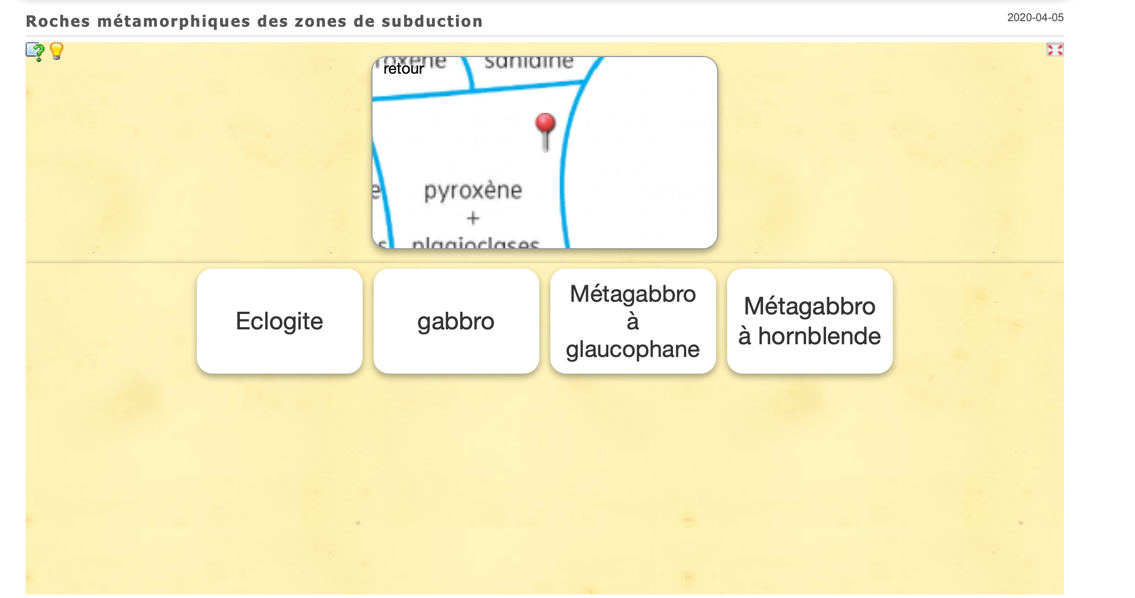 Roches métamorphiques des zones de subduction
2020-04-05
sanidine
retour
pyroxène
+
plagioclases
Eclogite
gabbro
Métagabbro
à
glaucophane
Métagabbro
à hornblende